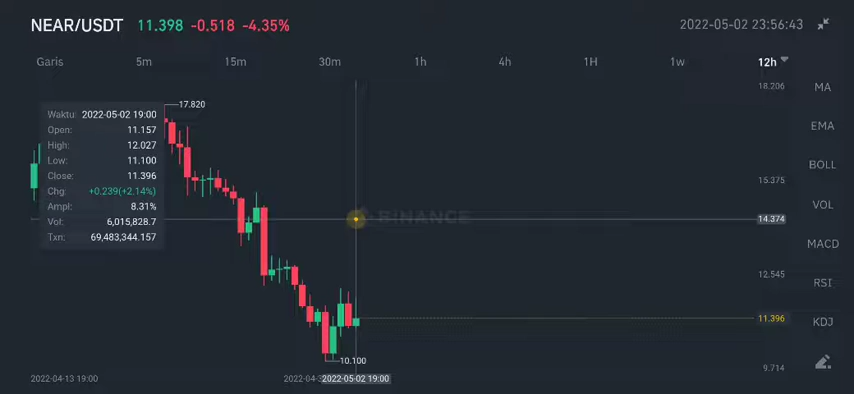 NEAR/USDT 11.398 -0.518 -4.35% 2022-05-02 23:56:43
Garis 5m 15m 30m 1h 4h 1H 1w 12h
Waktu: 2022-05-02 19:00
Open: 11.157
High: 12.027
Low: 11.100
Close: 11.396
Chg: +0.239(+2.14%)
Ampl: 8.31%
Vol: 6,015,828.7
Txn: 69,483,344.157
17.820
BINANCE
10.100
18.206
15.375
14.374
12.545
11.396
9.714
MA
EMA
BOLL
VOL
MACD
RSI
KDJ
2022-04-13 19:00 2022-05-02 19:00